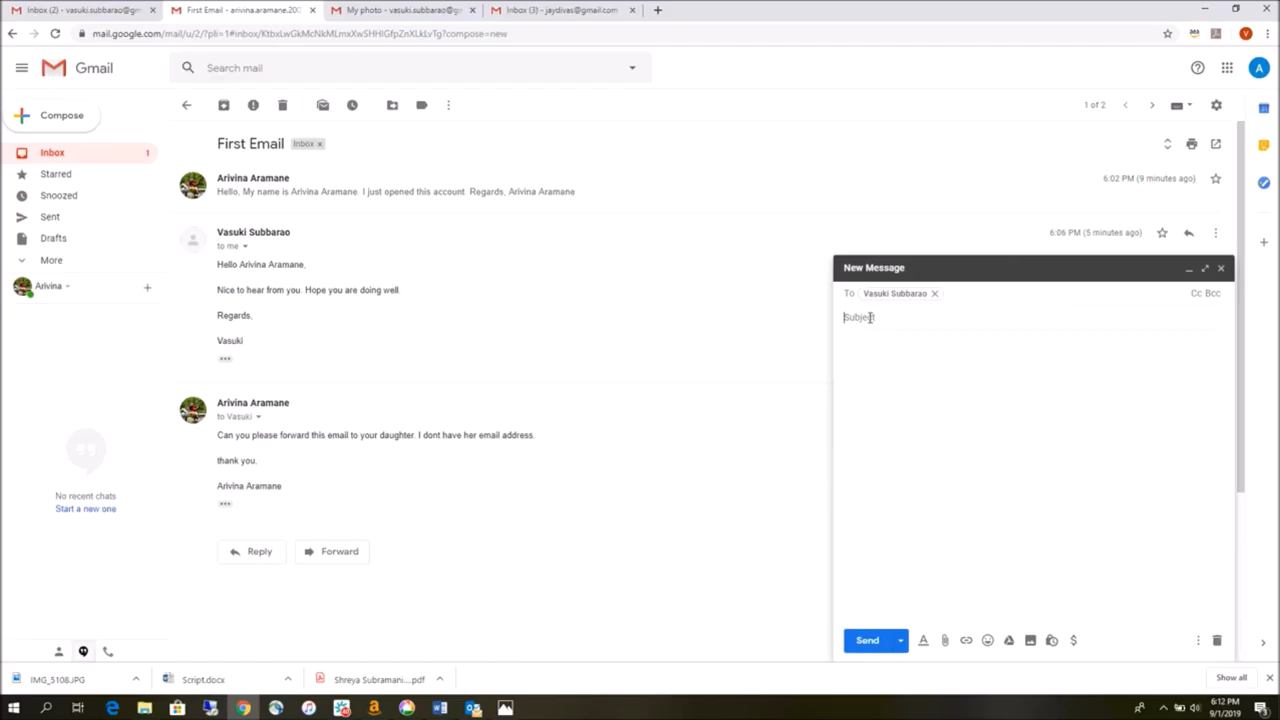 Inbox (2) - vasuki.subbarao@gm
First Email - arivina.aramane.200
My photo - vasuki.subbarao@gm
Inbox (3) - jaydivas@gmail.com
mail.google.com/mail/u/2/?pli=1#inbox/KtbxLwGkMcNkMLmxXwSHHlGfpZnXLkLvTg?compose=new
V
Gmail
Search mail
A
Compose
1 of 2
First Email
Inbox x
Inbox 1
Starred
Snoozed
Sent
Drafts
More
Arivina
No recent chats
Start a new one
Arivina Aramane
6:02 PM (9 minutes ago)
Hello, My name is Arivina Aramane. I just opened this account. Regards, Arivina Aramane
Vasuki Subbarao
6:06 PM (5 minutes ago)
to me
Hello Arivina Aramane,
Nice to hear from you. Hope you are doing well.
Regards,
Vasuki
Arivina Aramane
to Vasuki
Can you please forward this email to your daughter. I dont have her email address.
thank you.
Arivina Aramane
Reply
Forward
New Message
To Vasuki Subbarao
Cc Bcc
Subject
Send
IMG_5108.JPG
Script.docx
Shreya Subramani....pdf
Show all
6:12 PM
9/1/2019